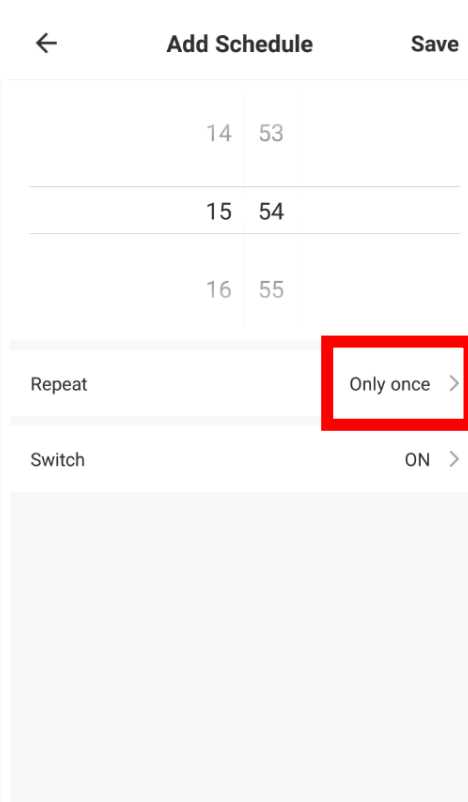 Add Schedule Save
14 53
15 54
16 55
Repeat Only once
Switch ON